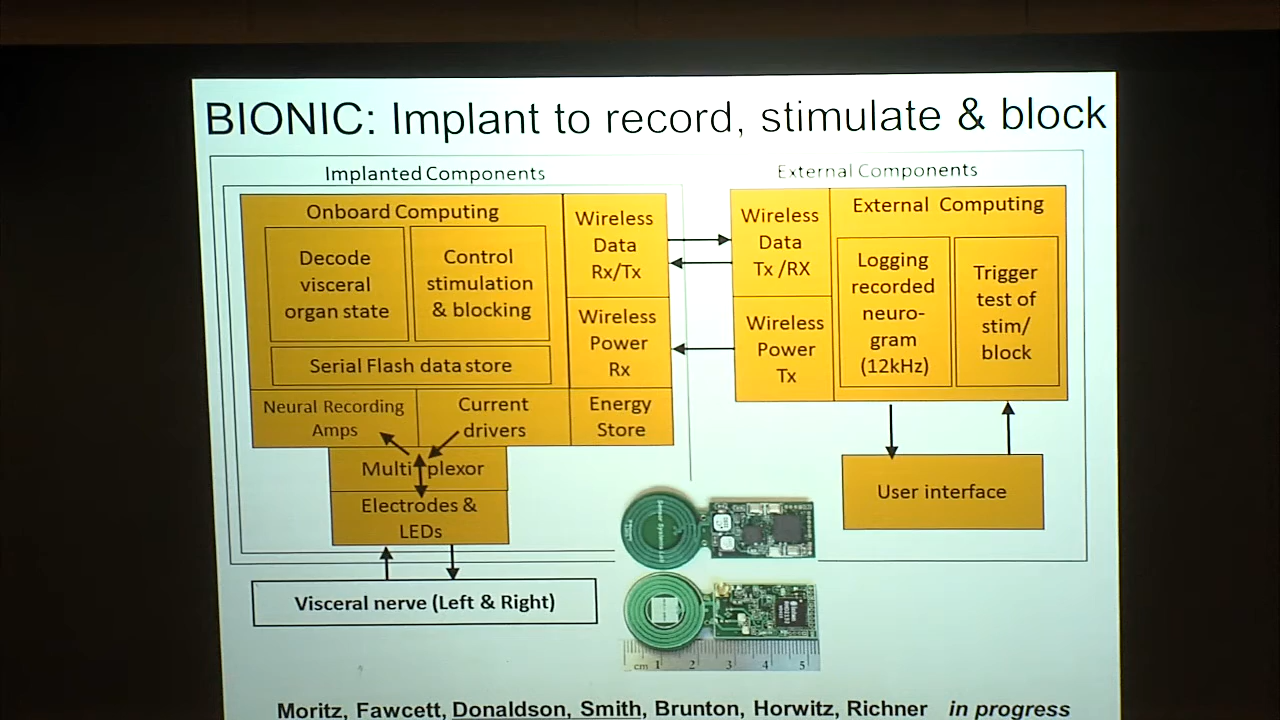 BIONIC: Implant to record, stimulate & block
Implanted Components
External Components
Onboard Computing
Decode
visceral
organ state
Control
stimulation
& blocking
Serial Flash data store
Wireless
Data
Rx/Tx
Wireless
Power
Rx
Neural Recording
Amps
Current
drivers
Energy
Store
Multiplexor
Electrodes &
LEDs
Visceral nerve (Left & Right)
Wireless
Data
Tx /RX
Wireless
Power
Tx
External Computing
Logging
recorded
neuro-
gram
(12kHz)
Trigger
test of
stim/
block
User interface
cm 1 2 3 4 5
Moritz, Fawcett, Donaldson, Smith, Brunton, Horwitz, Richner in progress